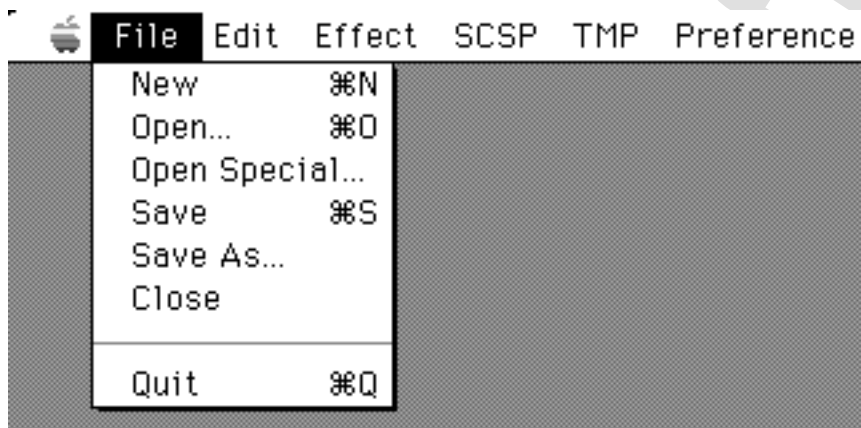 File Edit Effect SCSP TMP Preference
New ⌘N
Open... ⌘O
Open Special...
Save ⌘S
Save As...
Close
Quit ⌘Q